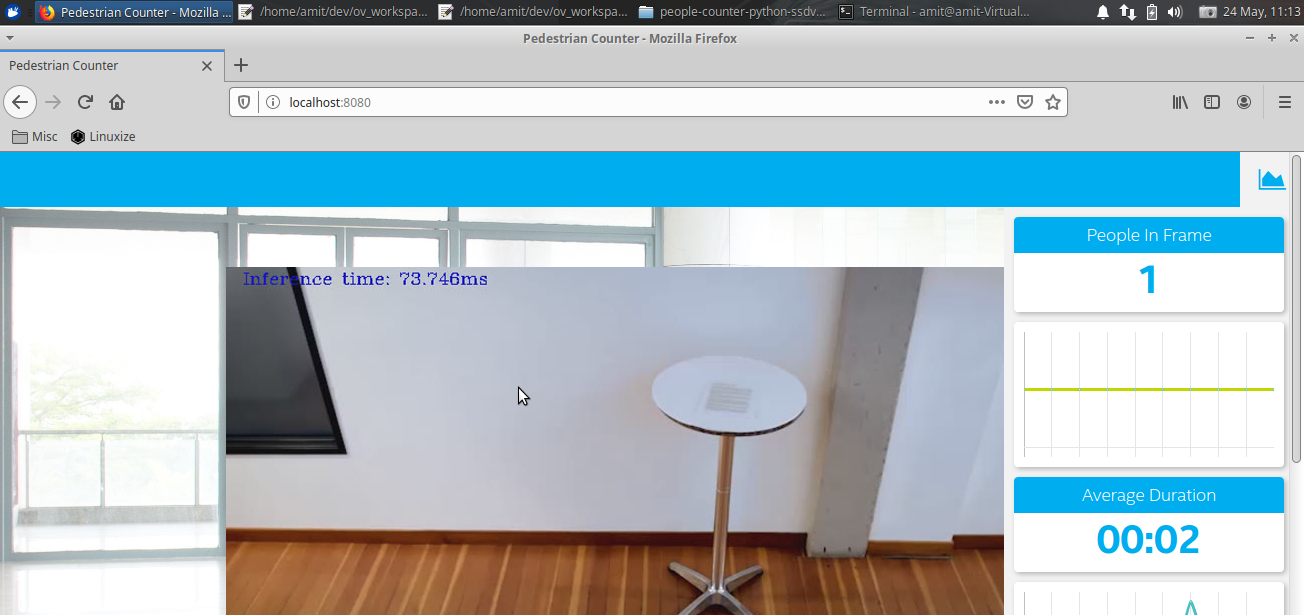 Pedestrian Counter - Mozilla ...
/home/amit/dev/ov_workspa...
/home/amit/dev/ov_workspa...
people-counter-python-ssdv...
Terminal - amit@amit-Virtual...
24 May, 11:13
Pedestrian Counter - Mozilla Firefox
Pedestrian Counter
localhost:8080
Misc
Linuxize
People In Frame
Inference time: 73.746ms
1
Average Duration
00:02